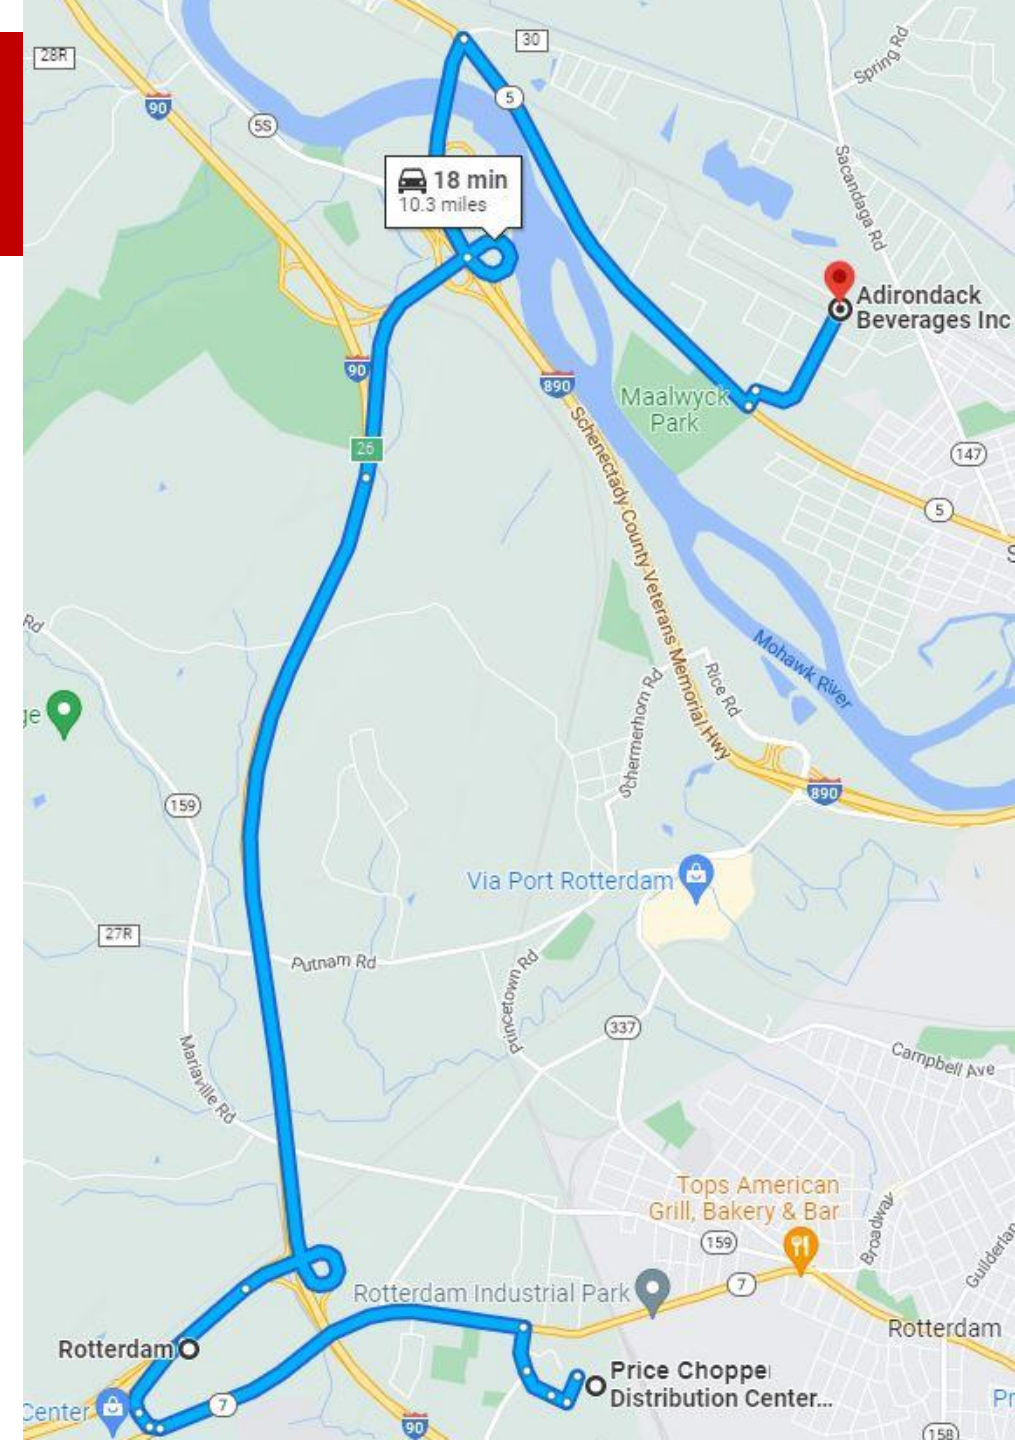 30
28R
Spring Rd
5
90
5S
Sacandaga Rd
18 min
10.3 miles
Adirondack
Beverages Inc
90
890
Maalwyck
Park
26
147
5
Schenectady County Veterans Memorial Hwy
Rd
Mohawk River
Rice Rd
Schermerhorn Rd
ge
890
159
Via Port Rotterdam
27R
Putnam Rd
Princetown Rd
337
Mariaville Rd
Campbell Ave
Tops American
Grill, Bakery & Bar
Broadway
159
Guilderlan
7
Rotterdam Industrial Park
Rotterdam
Rotterdam
Price Choppe
Distribution Center...
7
Center
Pr
90
158